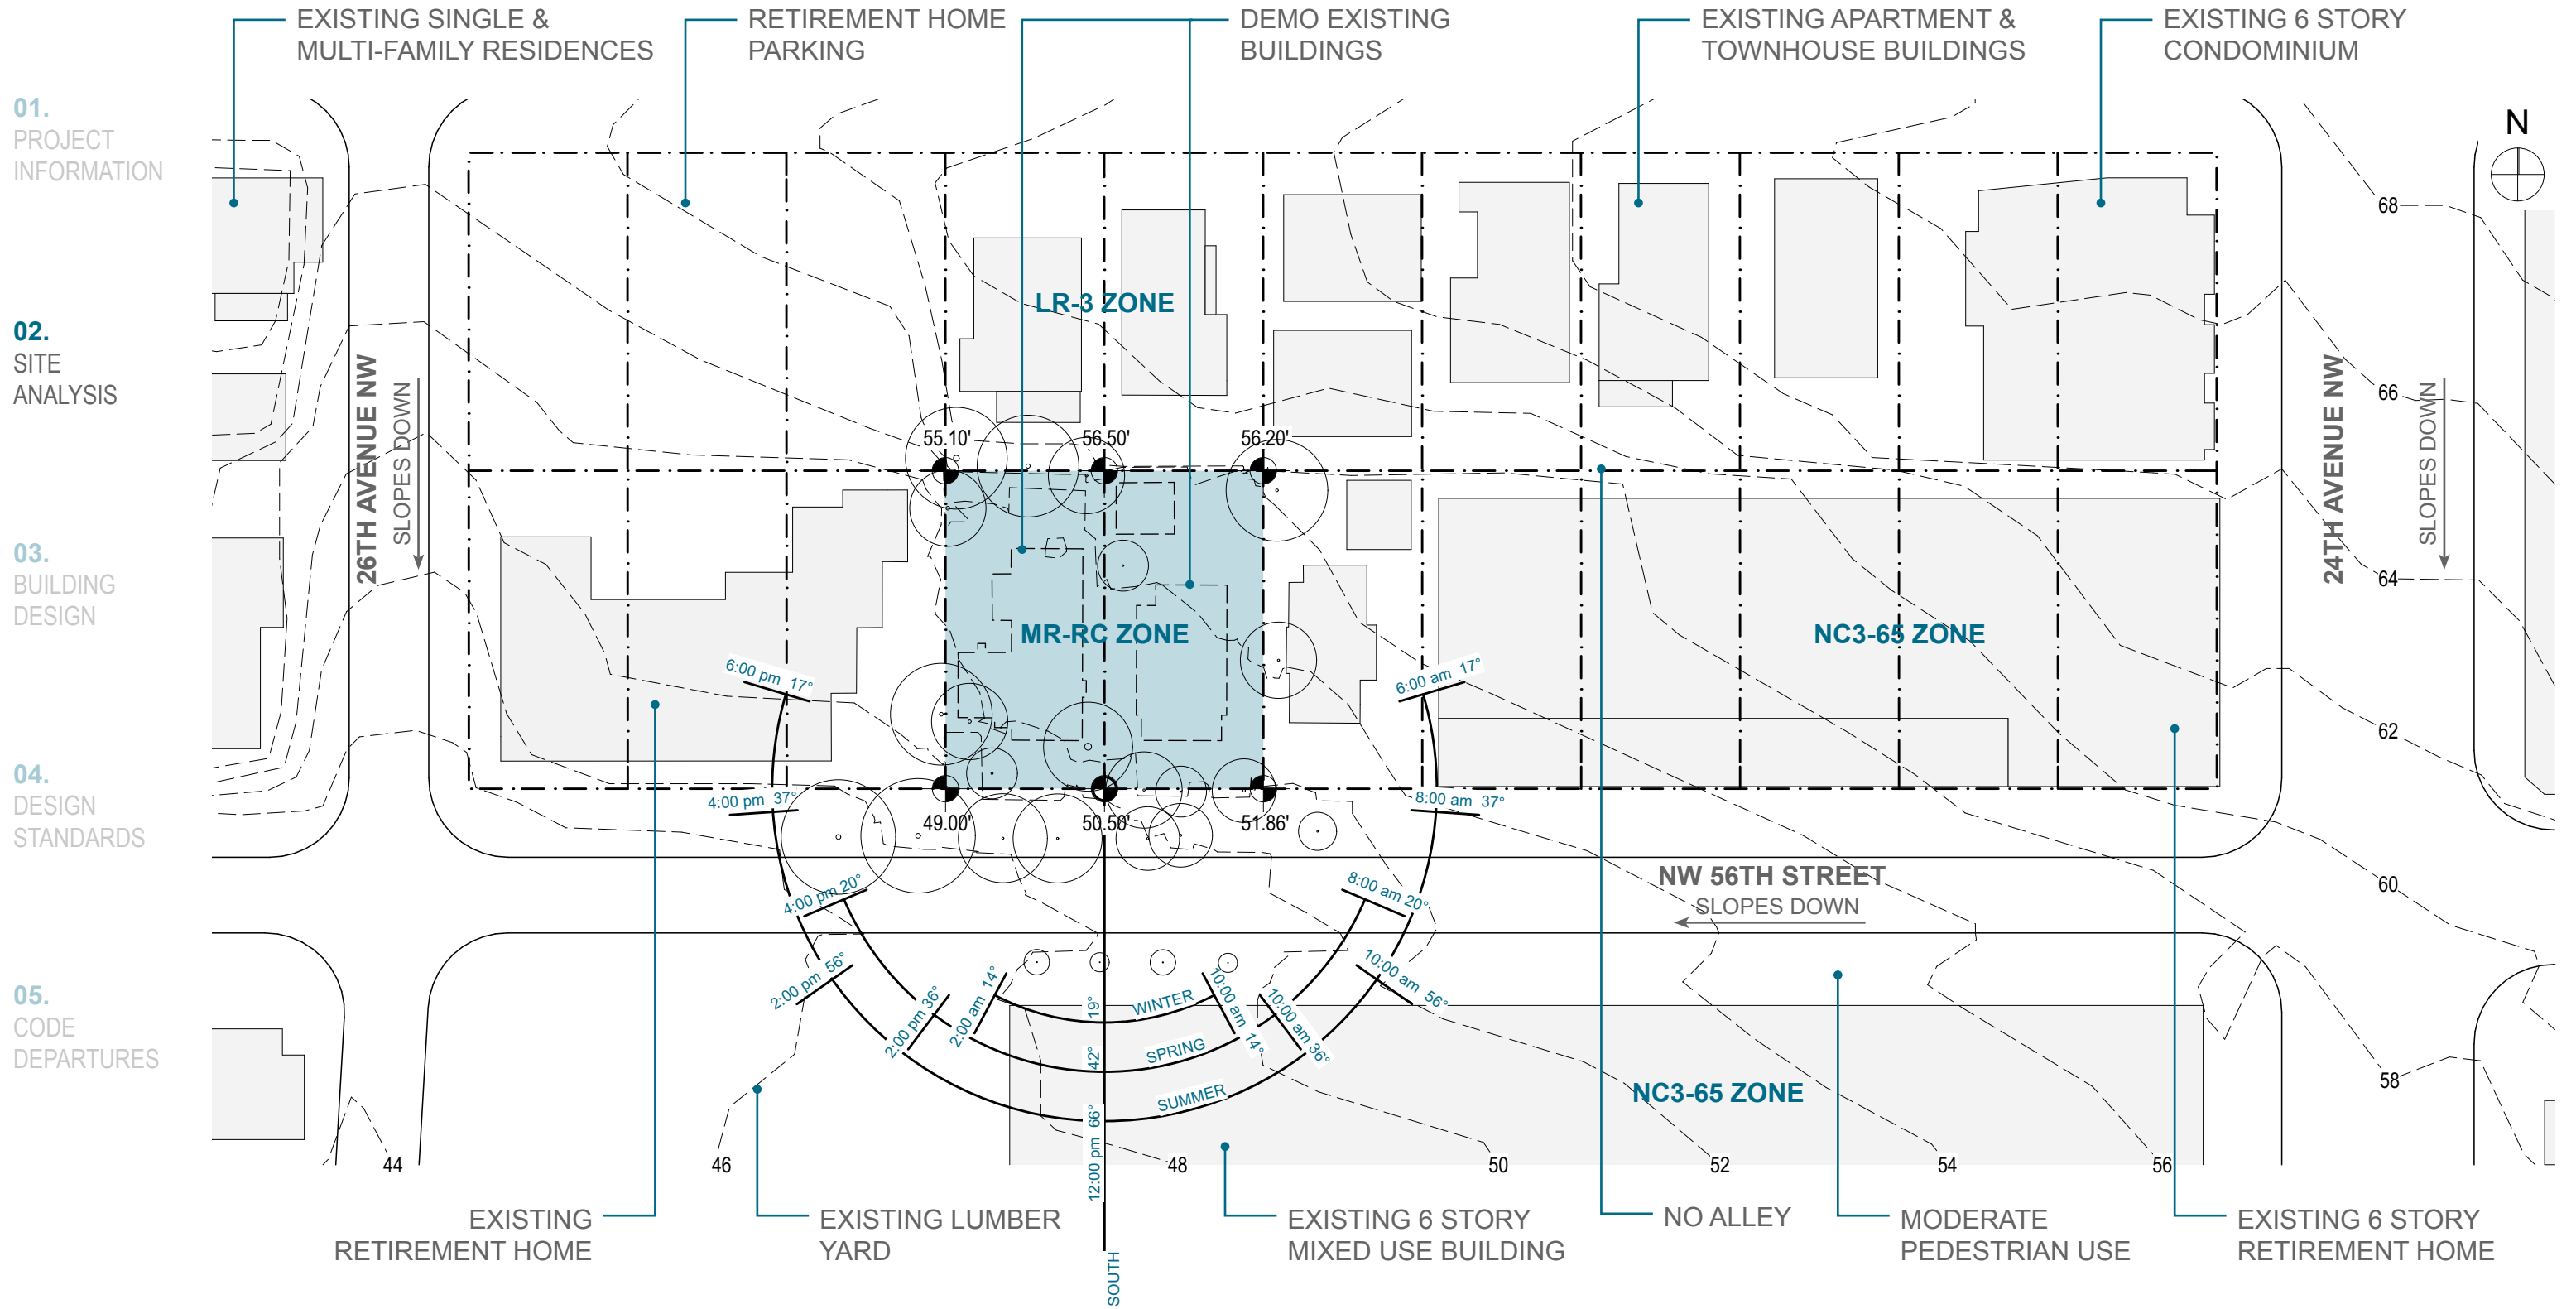 EXISTING SINGLE &
MULTI-FAMILY RESIDENCES
RETIREMENT HOME
PARKING
DEMO EXISTING
BUILDINGS
EXISTING APARTMENT &
TOWNHOUSE BUILDINGS
EXISTING 6 STORY
CONDOMINIUM
01.
PROJECT
INFORMATION
02.
SITE
ANALYSIS
03.
BUILDING
DESIGN
04.
DESIGN
STANDARDS
05.
CODE
DEPARTURES
N
26TH AVENUE NW
SLOPES DOWN
LR-3 ZONE
55.10'
56.50'
56.20'
MR-RC ZONE
NC3-65 ZONE
24TH AVENUE NW
SLOPES DOWN
68
66
64
62
60
58
6:00 pm 17°
6:00 am 17°
4:00 pm 37°
8:00 am 37°
49.00'
50.50'
51.86'
4:00 pm 20°
8:00 am 20°
NW 56TH STREET
SLOPES DOWN
2:00 pm 56°
2:00 pm 36°
2:00 am 14°
19°
WINTER
10:00 am 14°
10:00 am 36°
10:00 am 56°
42°
SPRING
SUMMER
12:00 pm 66°
NC3-65 ZONE
44
46
48
50
52
54
56
EXISTING
RETIREMENT HOME
EXISTING LUMBER
YARD
EXISTING 6 STORY
MIXED USE BUILDING
NO ALLEY
MODERATE
PEDESTRIAN USE
EXISTING 6 STORY
RETIREMENT HOME
SOUTH